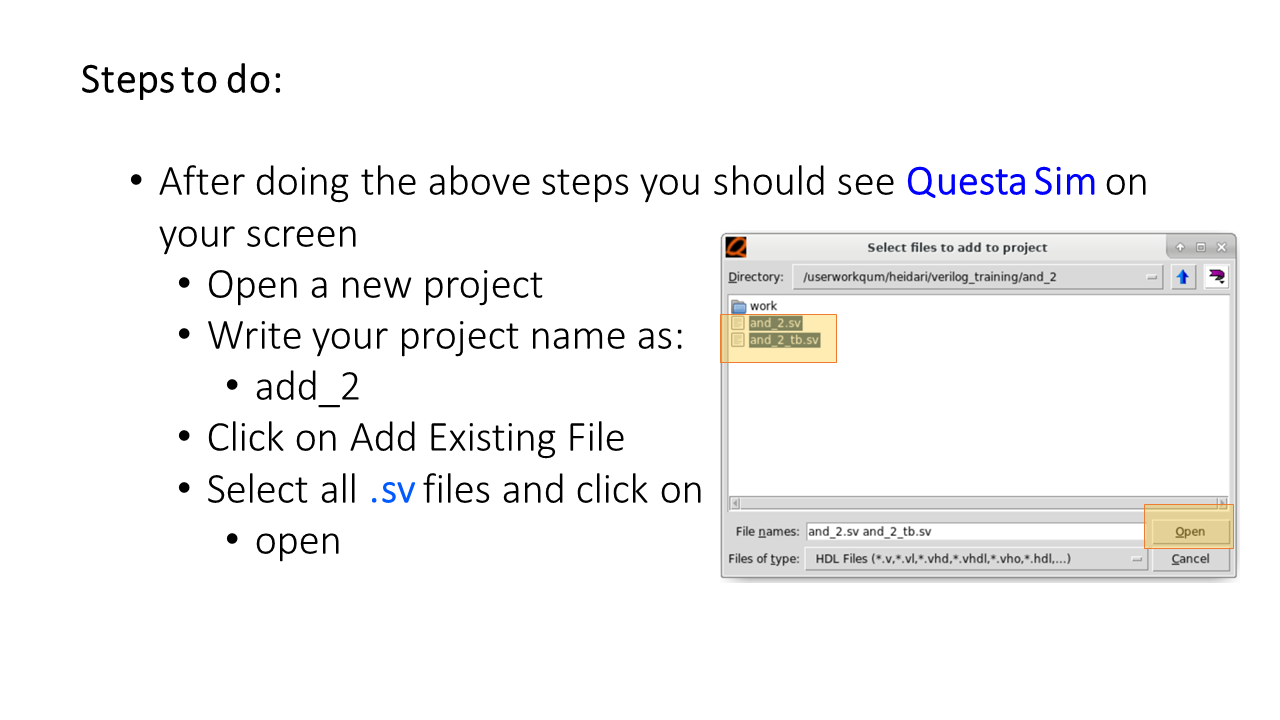 Steps to do:
• After doing the above steps you should see Questa Sim on
your screen
• Open a new project
• Write your project name as:
• add_2
• Click on Add Existing File
• Select all .sv files and click on
• open
Select files to add to project
Directory: /userworkqum/heidari/verilog_training/and_2
work
and_2.sv
and_2_tb.sv
File names: and_2.sv and_2_tb.sv
Open
Files of type: HDL Files (*.v,*.vl,*.vhd,*.vhdl,*.vho,*.hdl,...)
Cancel